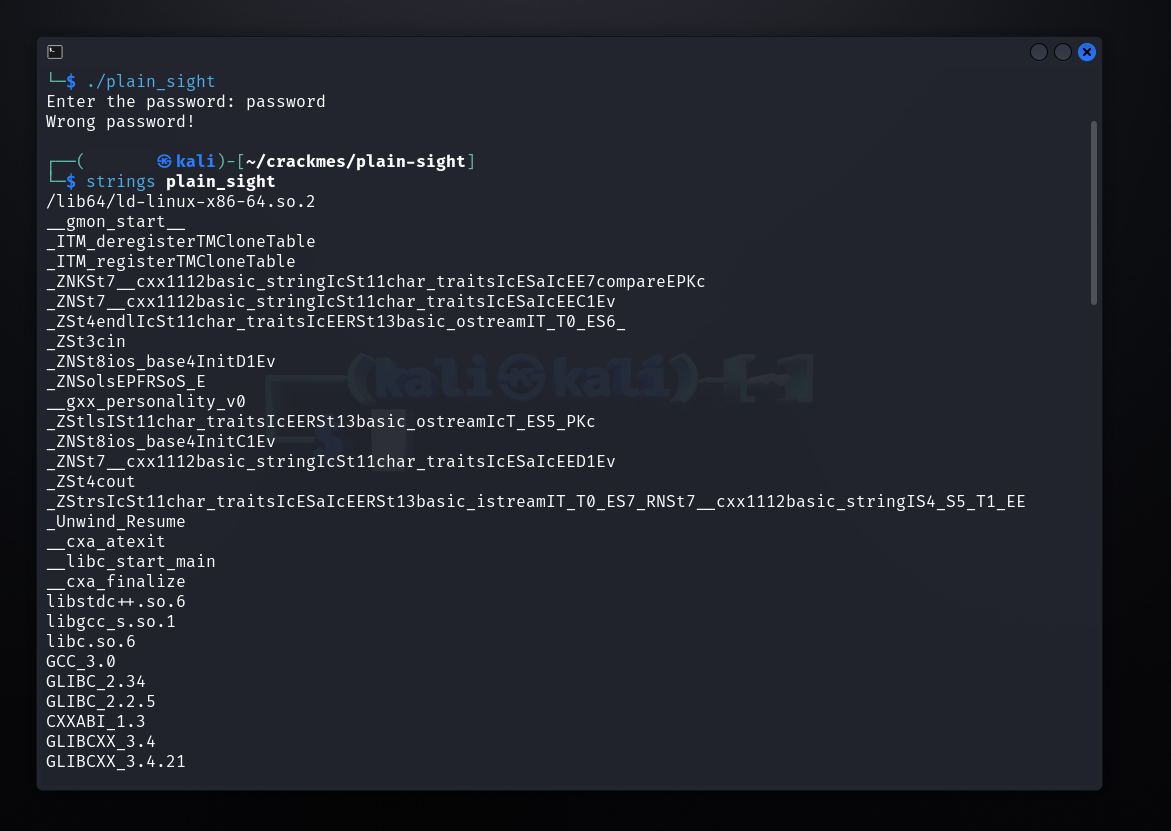 └─$ ./plain_sight
Enter the password: password
Wrong password!
┌──(㉿kali)-[~/crackmes/plain-sight]
└─$ strings plain_sight
/lib64/ld-linux-x86-64.so.2
__gmon_start__
_ITM_deregisterTMCloneTable
_ITM_registerTMCloneTable
_ZNKSt7__cxx1112basic_stringIcSt11char_traitsIcESaIcEE7compareEPKc
_ZNSt7__cxx1112basic_stringIcSt11char_traitsIcESaIcEEC1Ev
_ZSt4endlIcSt11char_traitsIcEERSt13basic_ostreamIT_T0_ES6_
_ZSt3cin
_ZNSt8ios_base4InitD1Ev
_ZNSolsEPFRSoS_E
__gxx_personality_v0
_ZStlsISt11char_traitsIcEERSt13basic_ostreamIcT_ES5_PKc
_ZNSt8ios_base4InitC1Ev
_ZNSt7__cxx1112basic_stringIcSt11char_traitsIcESaIcEED1Ev
_ZSt4cout
_ZStrsIcSt11char_traitsIcESaIcEERSt13basic_istreamIT_T0_ES7_RNSt7__cxx1112basic_stringIS4_S5_T1_EE
_Unwind_Resume
__cxa_atexit
__libc_start_main
__cxa_finalize
libstdc++.so.6
libgcc_s.so.1
libc.so.6
GCC_3.0
GLIBC_2.34
GLIBC_2.2.5
CXXABI_1.3
GLIBCXX_3.4
GLIBCXX_3.4.21
(kali㉿kali)-[~]
$